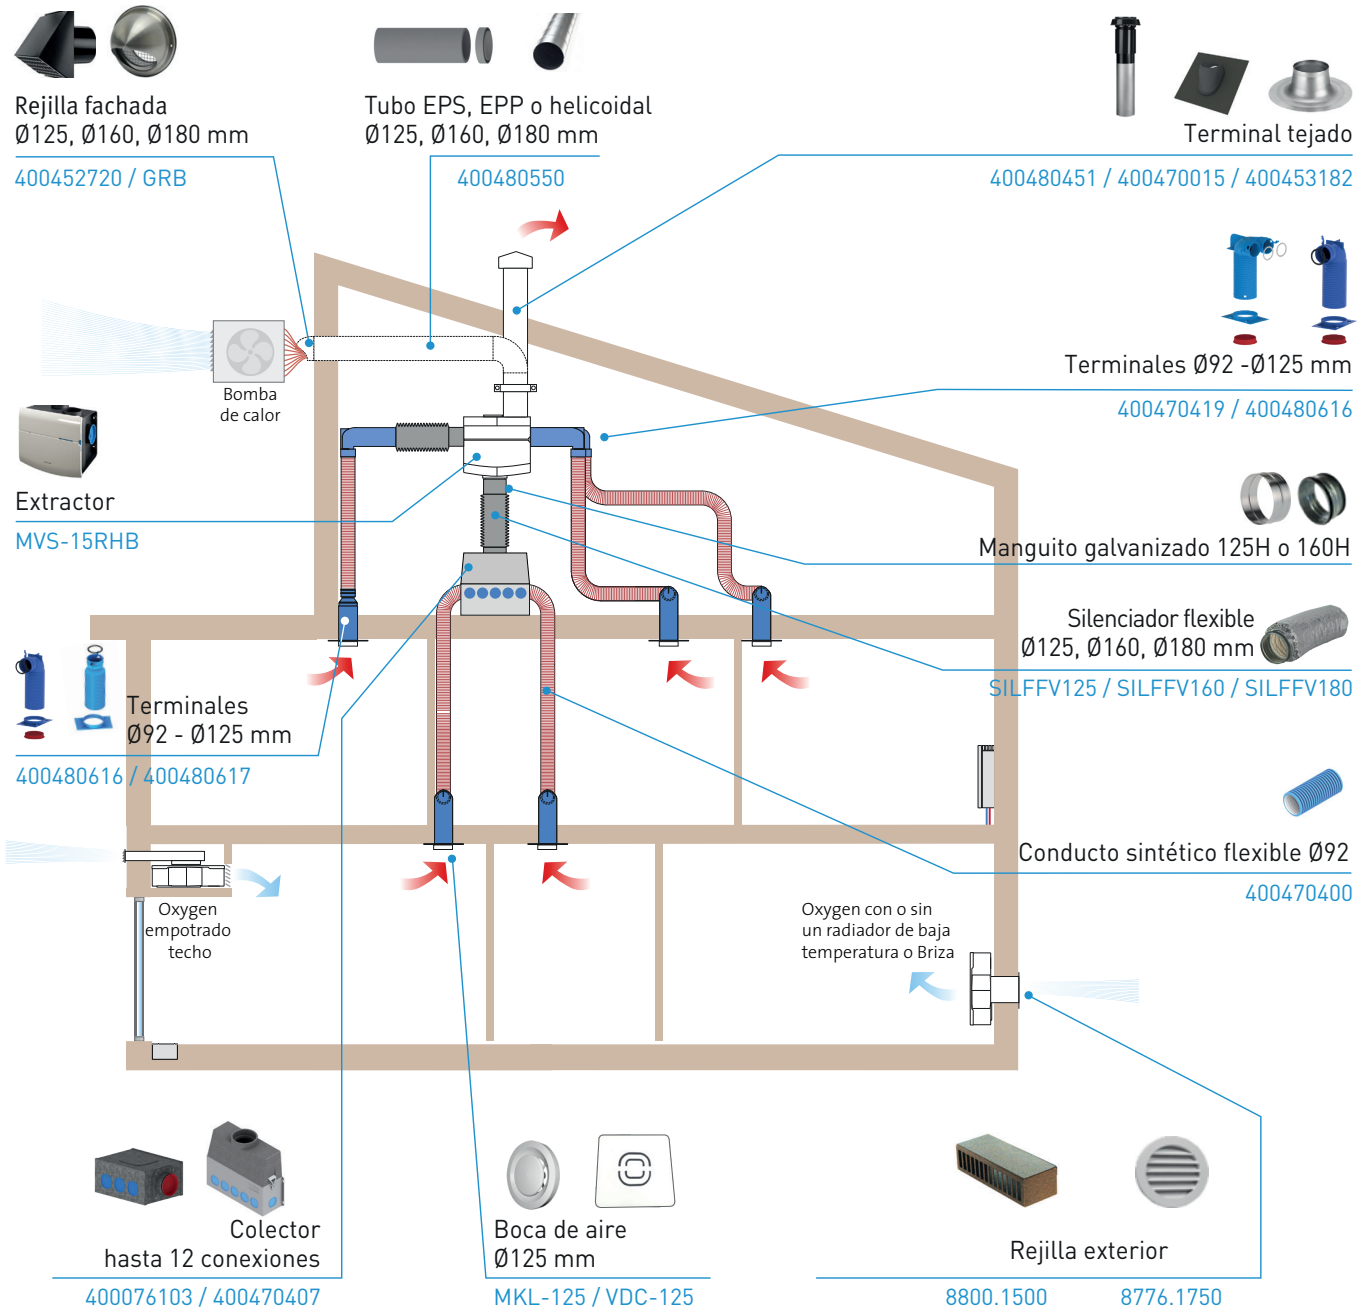 Rejilla fachada
Ø125, Ø160, Ø180 mm
400452720 / GRB
Tubo EPS, EPP o helicoidal
Ø125, Ø160, Ø180 mm
400480550
Terminal tejado
400480451 / 400470015 / 400453182
Terminales Ø92 -Ø125 mm
400470419 / 400480616
Bomba
de calor
Extractor
MVS-15RHB
Manguito galvanizado 125H o 160H
Silenciador flexible
Ø125, Ø160, Ø180 mm
SILFFV125 / SILFFV160 / SILFFV180
Terminales
Ø92 - Ø125 mm
400480616 / 400480617
Conducto sintético flexible Ø92
400470400
Oxygen
empotrado
techo
Oxygen con o sin
un radiador de baja
temperatura o Briza
Colector
hasta 12 conexiones
400076103 / 400470407
Boca de aire
Ø125 mm
MKL-125 / VDC-125
Rejilla exterior
8800.1500
8776.1750